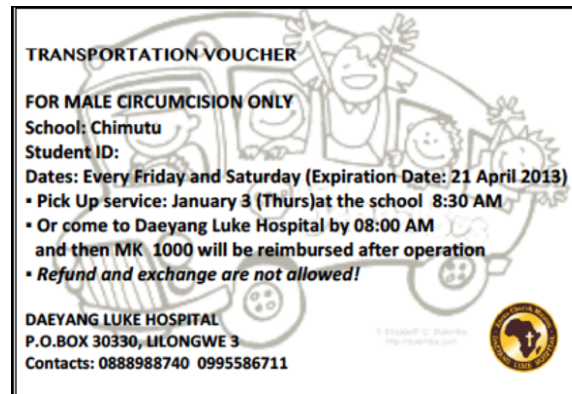 TRANSPORTATION VOUCHER
FOR MALE CIRCUMCISION ONLY
School: Chimutu
Student ID:
Dates: Every Friday and Saturday (Expiration Date: 21 April 2013)
▪ Pick Up service: January 3 (Thurs)at the school 8:30 AM
▪ Or come to Daeyang Luke Hospital by 08:00 AM
and then MK 1000 will be reimbursed after operation
▪ Refund and exchange are not allowed!
DAEYANG LUKE HOSPITAL
P.O.BOX 30330, LILONGWE 3
Contacts: 0888988740 0995586711